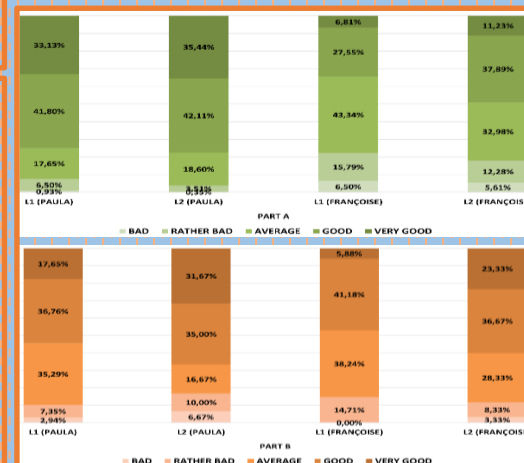 6,81% 11,23%
33,13% 35,44% 27,55%
37,89%
41,80% 42,11% 43,34% 32,98%
17,65% 18,60% 15,79% 12,28%
6,50% 3,51% 6,50% 5,61%
0,93% 0,35%
L1 (PAULA) L2 (PAULA) L1 (FRANÇOISE) L2 (FRANÇOISE
PART A
BAD RATHER BAD AVERAGE GOOD VERY GOOD
17,65% 31,67% 5,88% 23,33%
36,76% 35,00% 41,18% 36,67%
35,29% 16,67% 38,24% 28,33%
7,35% 10,00% 14,71% 8,33%
2,94% 6,67% 0,00% 3,33%
L1 (PAULA) L2 (PAULA) L1 (FRANÇOISE) L2 (FRANÇOISE
PART B
BAD RATHER BAD AVERAGE GOOD VERY GOOD